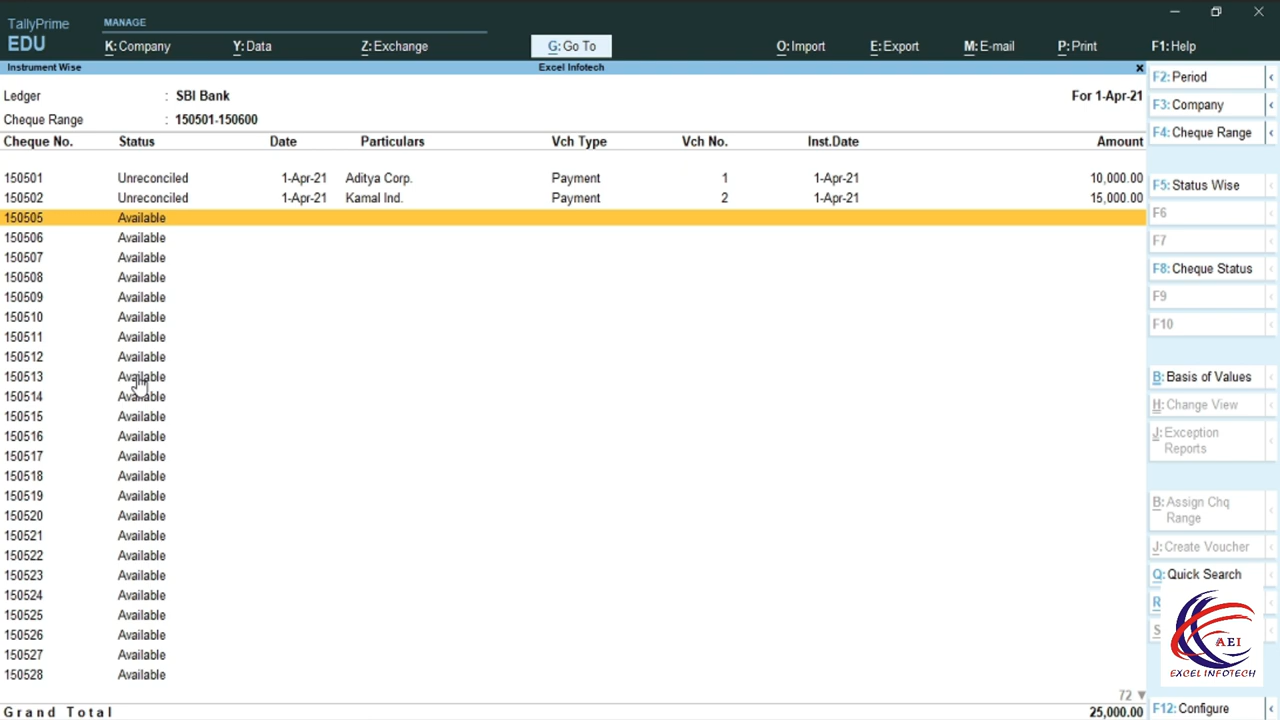 TallyPrime
EDU
MANAGE
K: Company Y: Data Z: Exchange G: Go To O: Import E: Export M: E-mail P: Print F1: Help
Instrument Wise Excel Infotech
Ledger : SBI Bank For 1-Apr-21
Cheque Range : 150501-150600
Cheque No. Status Date Particulars Vch Type Vch No. Inst.Date Amount
150501 Unreconciled 1-Apr-21 Aditya Corp. Payment 1 1-Apr-21 10,000.00
150502 Unreconciled 1-Apr-21 Kamal Ind. Payment 2 1-Apr-21 15,000.00
150505 Available
150506 Available
150507 Available
150508 Available
150509 Available
150510 Available
150511 Available
150512 Available
150513 Available
150514 Available
150515 Available
150516 Available
150517 Available
150518 Available
150519 Available
150520 Available
150521 Available
150522 Available
150523 Available
150524 Available
150525 Available
150526 Available
150527 Available
150528 Available
72
Grand Total 25,000.00
F2: Period
F3: Company
F4: Cheque Range
F5: Status Wise
F6
F7
F8: Cheque Status
F9
F10
B: Basis of Values
H: Change View
J: Exception
Reports
B: Assign Chq
Range
J: Create Voucher
Q: Quick Search
R
S
AEI
EXCEL INFOTECH
F12: Configure